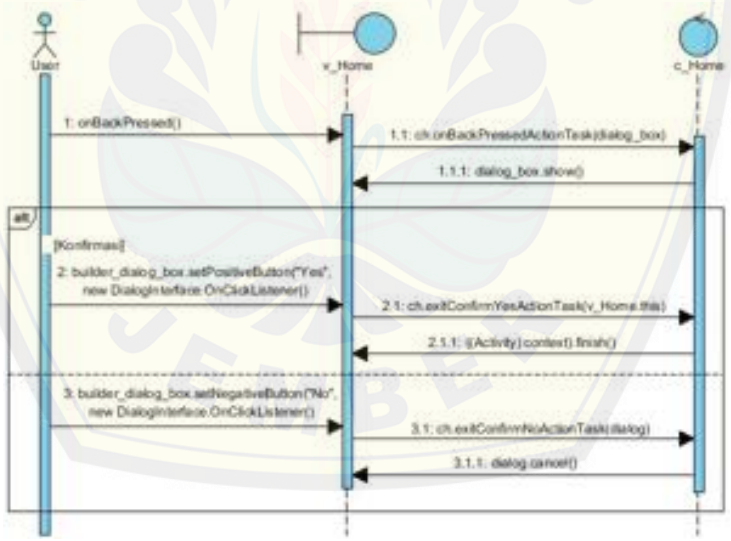 User
v_Home
c_Home
1: onBackPressed()
1.1: ch.onBackPressedActionTask(dialog_box)
1.1.1: dialog_box.show()
alt
[Konfirmasi]
2: builder_dialog_box.setPositiveButton("Yes",
new DialogInterface.OnClickListener()
2.1: ch.exitConfirmYesActionTask(v_Home.this)
2.1.1: ((Activity) context).finish()
3: builder_dialog_box.setNegativeButton("No",
new DialogInterface.OnClickListener()
3.1: ch.exitConfirmNoActionTask(dialog)
3.1.1: dialog.cancel()
JEMBER